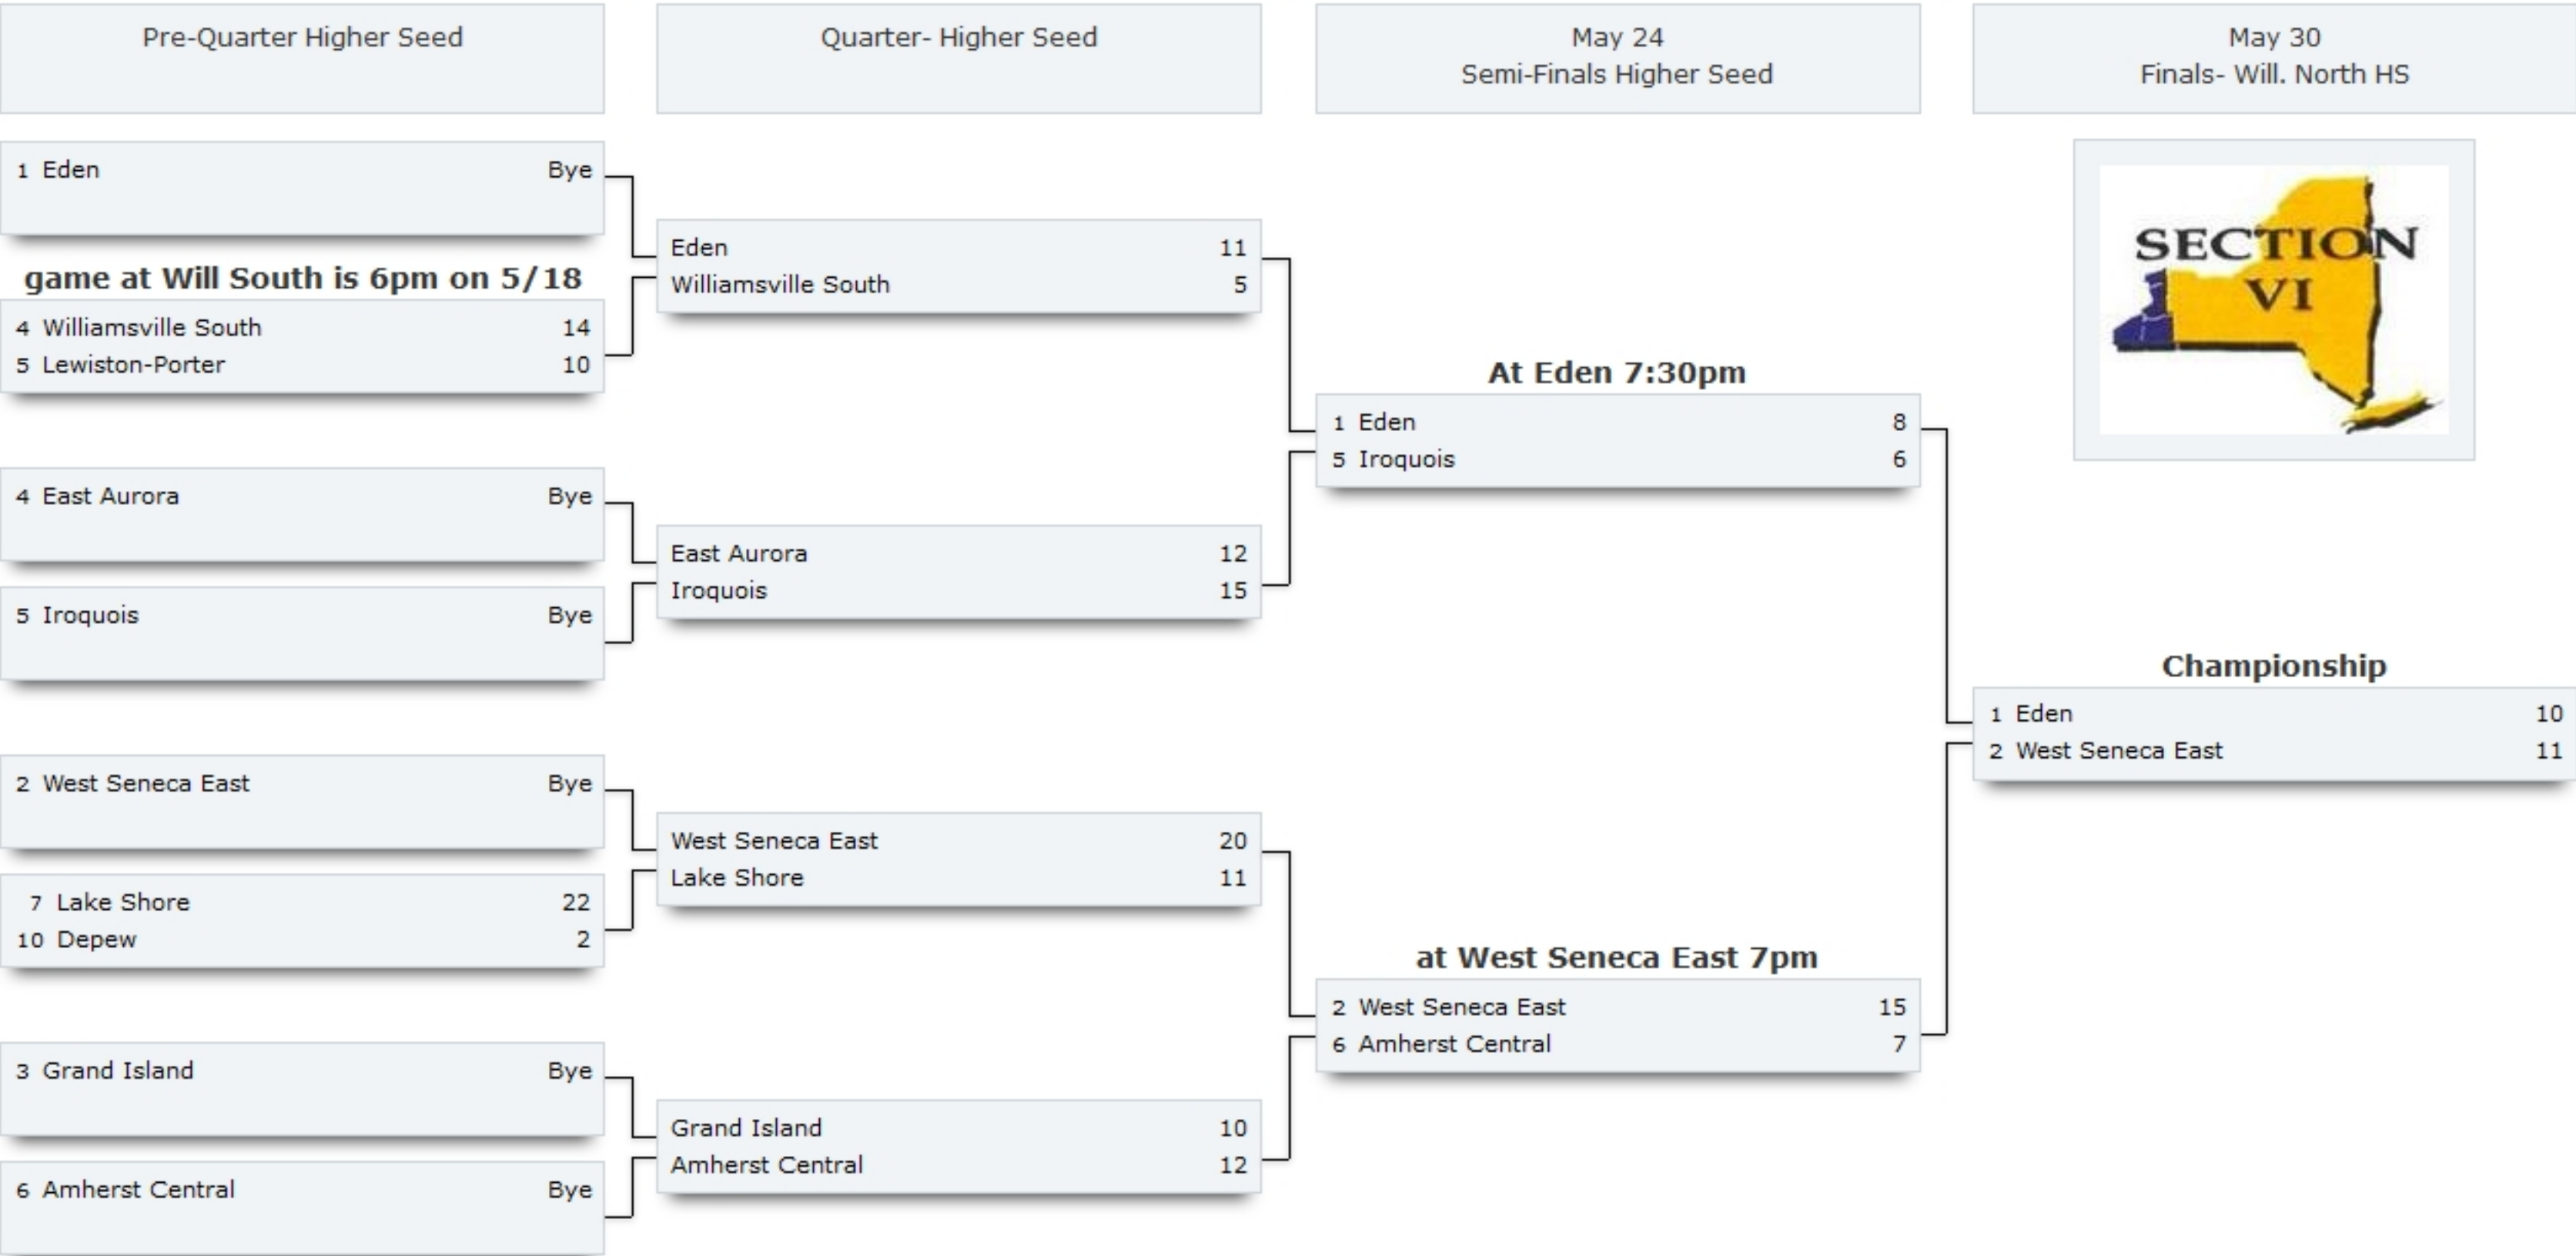 Pre-Quarter Higher Seed
Quarter- Higher Seed
May 24
Semi-Finals Higher Seed
May 30
Finals- Will. North HS
1 Eden Bye
game at Will South is 6pm on 5/18
4 Williamsville South 14
5 Lewiston-Porter 10
4 East Aurora Bye
5 Iroquois Bye
2 West Seneca East Bye
7 Lake Shore 22
10 Depew 2
3 Grand Island Bye
6 Amherst Central Bye
Eden 11
Williamsville South 5
East Aurora 12
Iroquois 15
West Seneca East 20
Lake Shore 11
Grand Island 10
Amherst Central 12
At Eden 7:30pm
1 Eden 8
5 Iroquois 6
at West Seneca East 7pm
2 West Seneca East 15
6 Amherst Central 7
SECTION
VI
Championship
1 Eden 10
2 West Seneca East 11